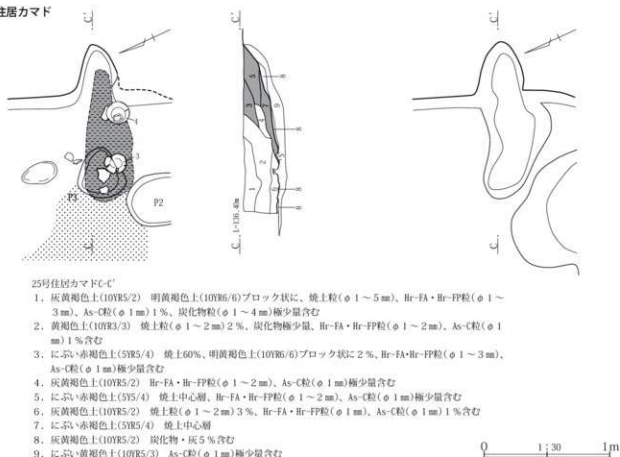 住居カマド
C'
C'
C'
4
3
P3
P2
C
L=136.40m
C
C
25号住居カマドC-C'
1. 灰黄褐色土(10YR5/2) 明黄褐色土(10YR6/6)ブロック状に、焼土粒(φ1～5㎜)、Hr-FA・Hr-FP粒(φ1～
3㎜)、As-C粒(φ1㎜)1％、炭化物粒(φ1～4㎜)極少量含む
2. 黄褐色土(10YR3/3) 焼土粒(φ1～2㎜)2％、炭化物極少量、Hr-FA・Hr-FP粒(φ1～2㎜)、As-C粒(φ1
㎜)1％含む
3. にぶい赤褐色土(5YR5/4) 焼土60％、明黄褐色土(10YR6/6)ブロック状に2％、Hr-FA・Hr-FP粒(φ1～3㎜)、
As-C粒(φ1㎜)極少量含む
4. 灰黄褐色土(10YR5/2) Hr-FA・Hr-FP粒(φ1～2㎜)、As-C粒(φ1㎜)極少量含む
5. にぶい赤褐色土(5Y5/4) 焼土中心層、Hr-FA・Hr-FP粒(φ1～2㎜)、As-C粒(φ1㎜)極少量含む
6. 灰黄褐色土(10YR5/2) 焼土粒(φ1～2㎜)3％、Hr-FA・Hr-FP粒(φ1㎜)、As-C粒(φ1㎜)1％含む
7. にぶい赤褐色土(5YR5/4) 焼土中心層
8. 灰黄褐色土(10YR5/2) 炭化物・灰5％含む
9. にぶい黄褐色土(10YR5/3) As-C粒(φ1㎜)極少量含む
0 1:30 1m